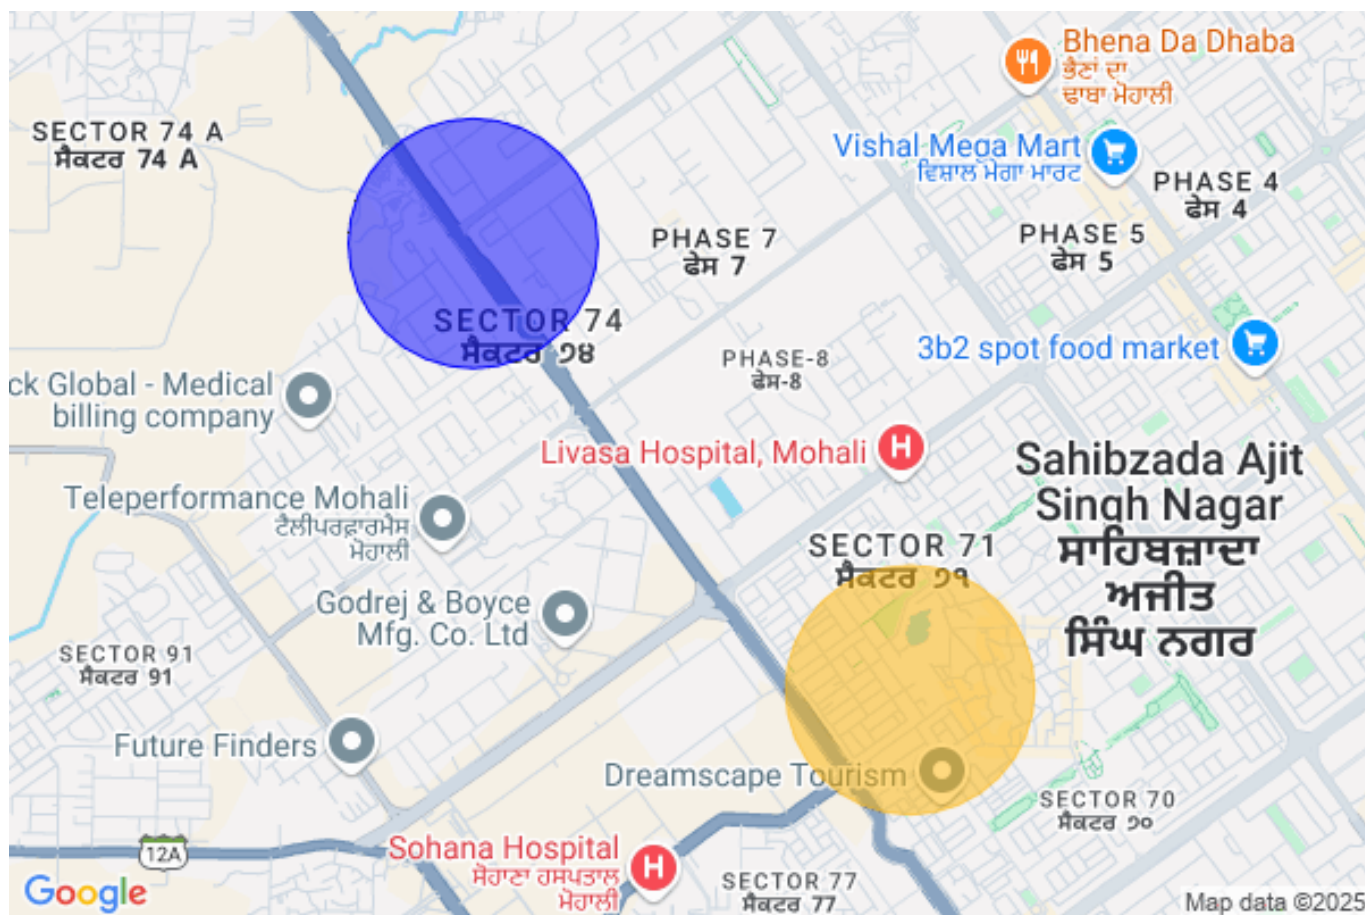 Bhena Da Dhaba
ਭੈਣਾਂ ਦਾ
ਢਾਬਾ ਮੋਹਾਲੀ
SECTOR 74 A
ਸੈਕਟਰ 74 A
Vishal Mega Mart
ਵਿਸ਼ਾਲ ਮੇਗਾ ਮਾਰਟ
PHASE 4
ਫੇਸ 4
PHASE 7
ਫੇਸ 7
PHASE 5
ਫੇਸ 5
SECTOR 74
ਸੈਕਟਰ ੭੪
3b2 spot food market
PHASE-8
ਫੇਸ-8
ck Global - Medical
billing company
Livasa Hospital, Mohali
Sahibzada Ajit
Singh Nagar
ਸਾਹਿਬਜ਼ਾਦਾ
ਅਜੀਤ
ਸਿੰਘ ਨਗਰ
Teleperformance Mohali
ਟੈਲੀਪਰਫ਼ਾਰਮੇਸ
ਮੋਹਾਲੀ
SECTOR 71
ਸੈਕਟਰ ੭੧
Godrej & Boyce
Mfg. Co. Ltd
SECTOR 91
ਸੈਕਟਰ 91
Future Finders
Dreamscape Tourism
SECTOR 70
ਸੈਕਟਰ ੭੦
12A
Sohana Hospital
ਸੋਹਾਣਾ ਹਸਪਤਾਲ
ਮੋਹਾਲੀ
SECTOR 77
ਸੈਕਟਰ 77
Google
Map data ©2025